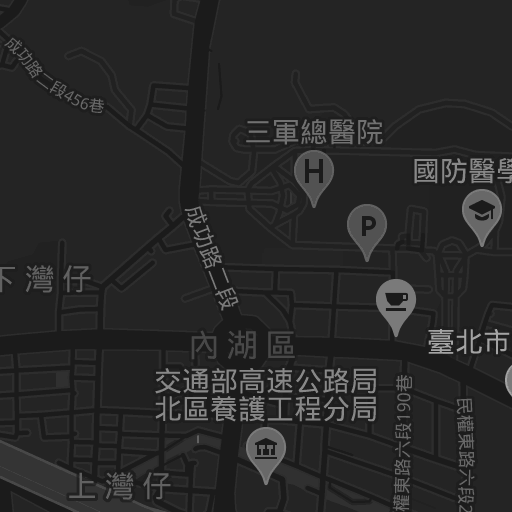 成功路二段456巷
三軍總醫院
H
國防醫學
P
成功路二段
下灣仔
內湖區
臺北市
交通部高速公路局
北區養護工程分局
民權東路六段190巷
民權東路六段2
上灣仔